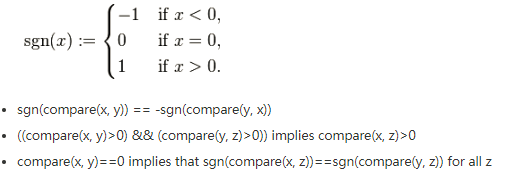 −1 if x < 0,
sgn(x) := { 0 if x = 0,
1 if x > 0.
• sgn(compare(x, y)) == -sgn(compare(y, x))
• ((compare(x, y)>0) && (compare(y, z)>0)) implies compare(x, z)>0
• compare(x, y)==0 implies that sgn(compare(x, z))==sgn(compare(y, z)) for all z